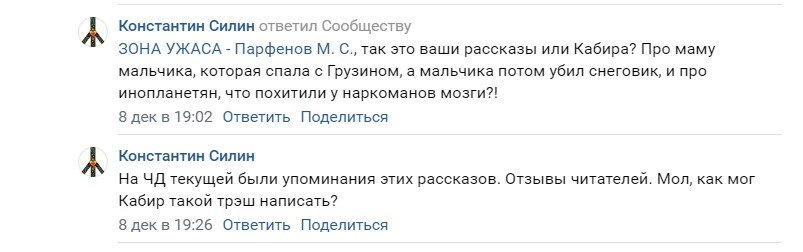 Константин Силин ответил Сообществу
ЗОНА УЖАСА - Парфенов М. С., так это ваши рассказы или Кабира? Про маму
мальчика, которая спала с Грузином, а мальчика потом убил снеговик, и про
инопланетян, что похитили у наркоманов мозги?!
8 дек в 19:02 Ответить Поделиться
Константин Силин
На ЧД текущей были упоминания этих рассказов. Отзывы читателей. Мол, как мог
Кабир такой трэш написать?
8 дек в 19:26 Ответить Поделиться